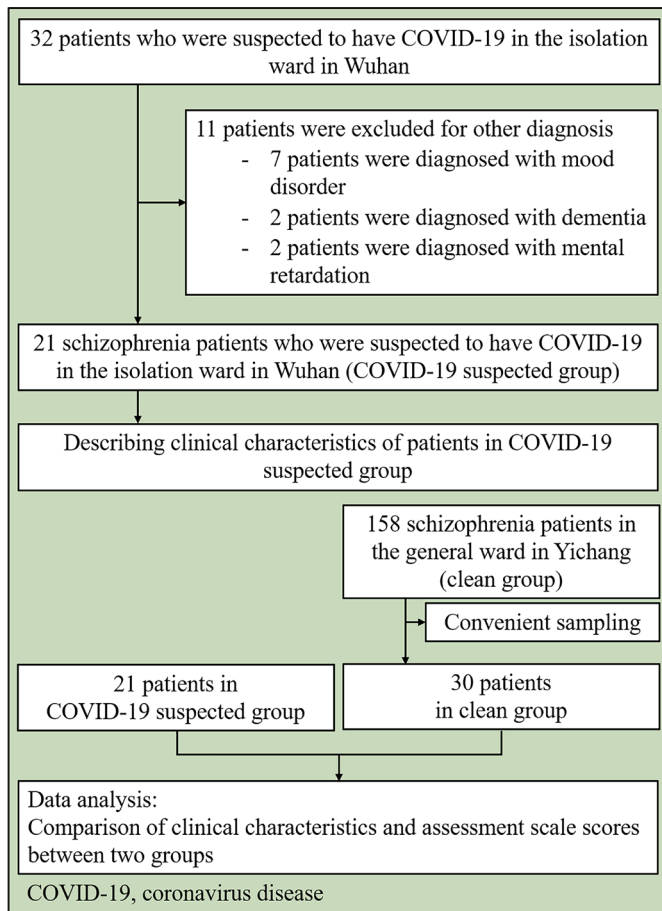 32 patients who were suspected to have COVID-19 in the isolation
ward in Wuhan
11 patients were excluded for other diagnosis
- 7 patients were diagnosed with mood
disorder
- 2 patients were diagnosed with dementia
- 2 patients were diagnosed with mental
retardation
21 schizophrenia patients who were suspected to have COVID-19
in the isolation ward in Wuhan (COVID-19 suspected group)
Describing clinical characteristics of patients in COVID-19
suspected group
158 schizophrenia patients in
the general ward in Yichang
(clean group)
Convenient sampling
21 patients in
COVID-19 suspected group
30 patients
in clean group
Data analysis:
Comparison of clinical characteristics and assessment scale scores
between two groups
COVID-19, coronavirus disease